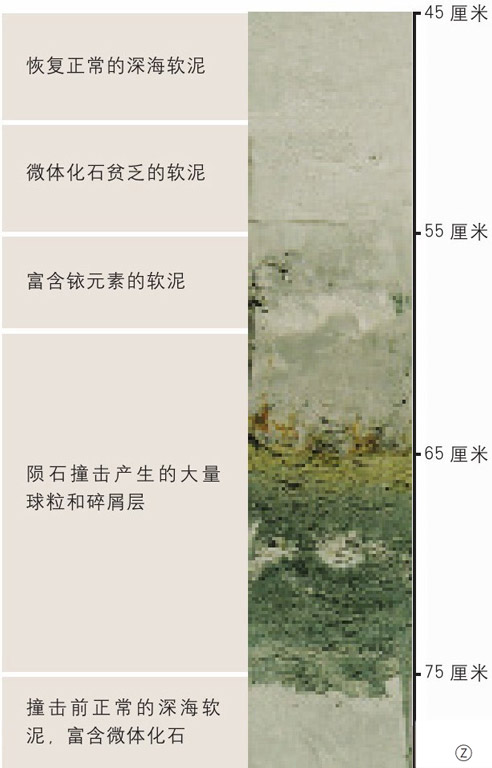 恢复正常的深海软泥
45 厘米
微体化石贫乏的软泥
55 厘米
富含铱元素的软泥
陨石撞击产生的大量
球粒和碎屑层
65 厘米
75 厘米
撞击前正常的深海软
泥，富含微体化石
Ⓩ